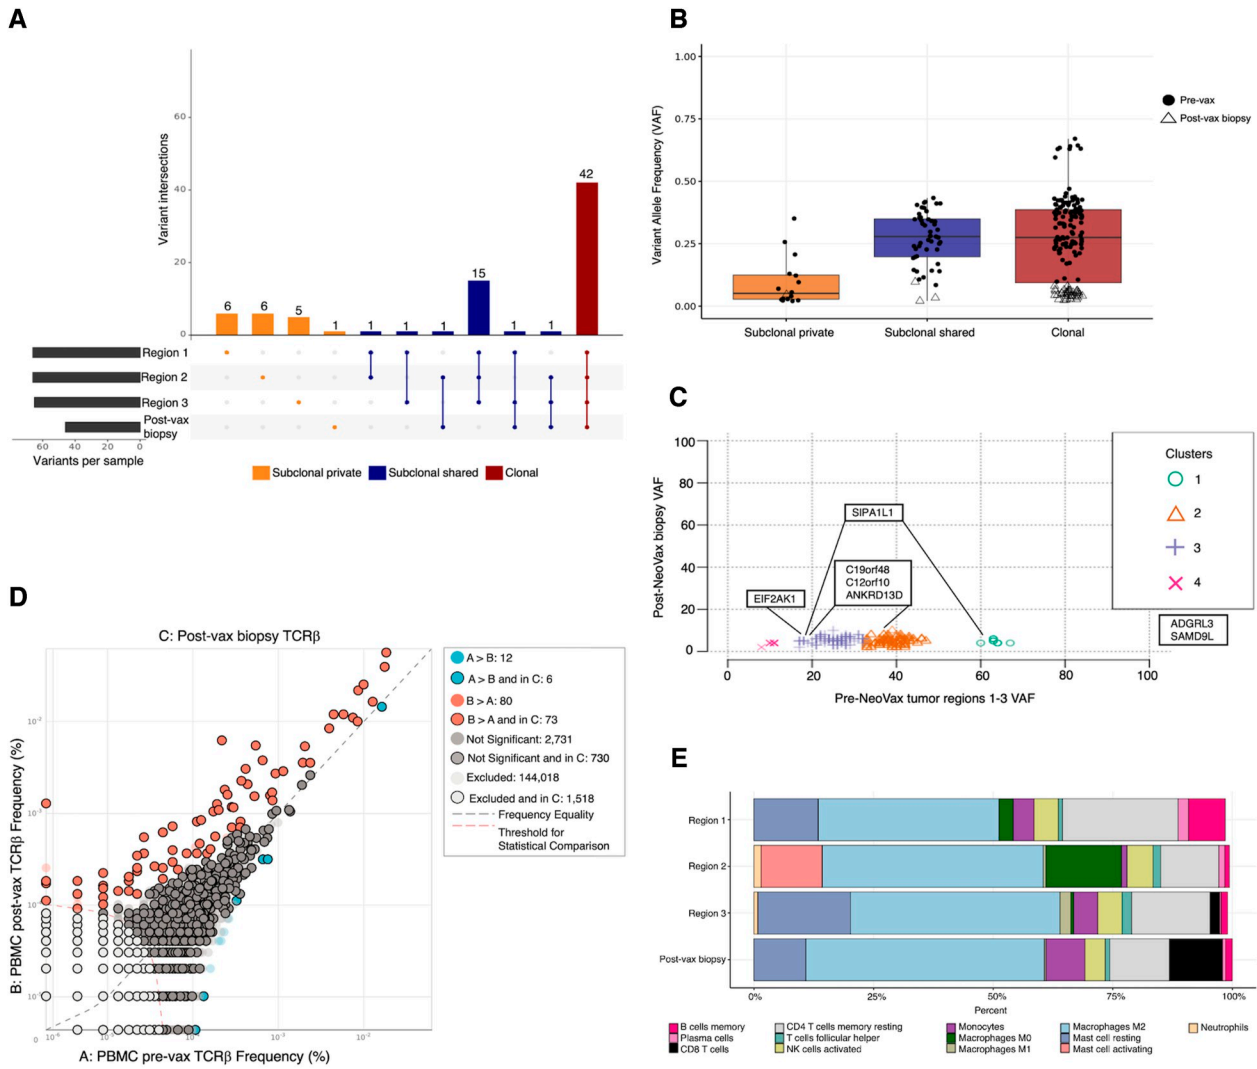 A
Variant intersections
60
40
20
0
6
6
5
1
1
1
1
15
1
1
42
Region 1
Region 2
Region 3
Post-vax
biopsy
60
40
20
0
Variants per sample
Subclonal private
Subclonal shared
Clonal
B
Variant Allele Frequency (VAF)
1.00
0.75
0.50
0.25
0.00
Subclonal private
Subclonal shared
Clonal
Pre-vax
Post-vax biopsy
C
Post-NeoVax biopsy VAF
100
80
60
40
20
0
SIPA1L1
C19orf48
C12orf10
ANKRD13D
EIF2AK1
0
20
40
60
80
100
Pre-NeoVax tumor regions 1-3 VAF
Clusters
1
2
3
4
ADGRL3
SAMD9L
D
C: Post-vax biopsy TCRβ
B: PBMC post-vax TCRβ Frequency (%)
10⁻²
0
10⁻³
10⁻²
A: PBMC pre-vax TCRβ Frequency (%)
A > B: 12
A > B and in C: 6
B > A: 80
B > A and in C: 73
Not Significant: 2,731
Not Significant and in C: 730
Excluded: 144,018
Excluded and in C: 1,518
Frequency Equality
Threshold for
Statistical Comparison
E
Region 1
Region 2
Region 3
Post-vax biopsy
0%
25%
50%
75%
100%
Percent
B cells memory
Plasma cells
CD8 T cells
CD4 T cells memory resting
T cells follicular helper
NK cells activated
Monocytes
Macrophages M0
Macrophages M1
Macrophages M2
Mast cell resting
Mast cell activating
Neutrophils